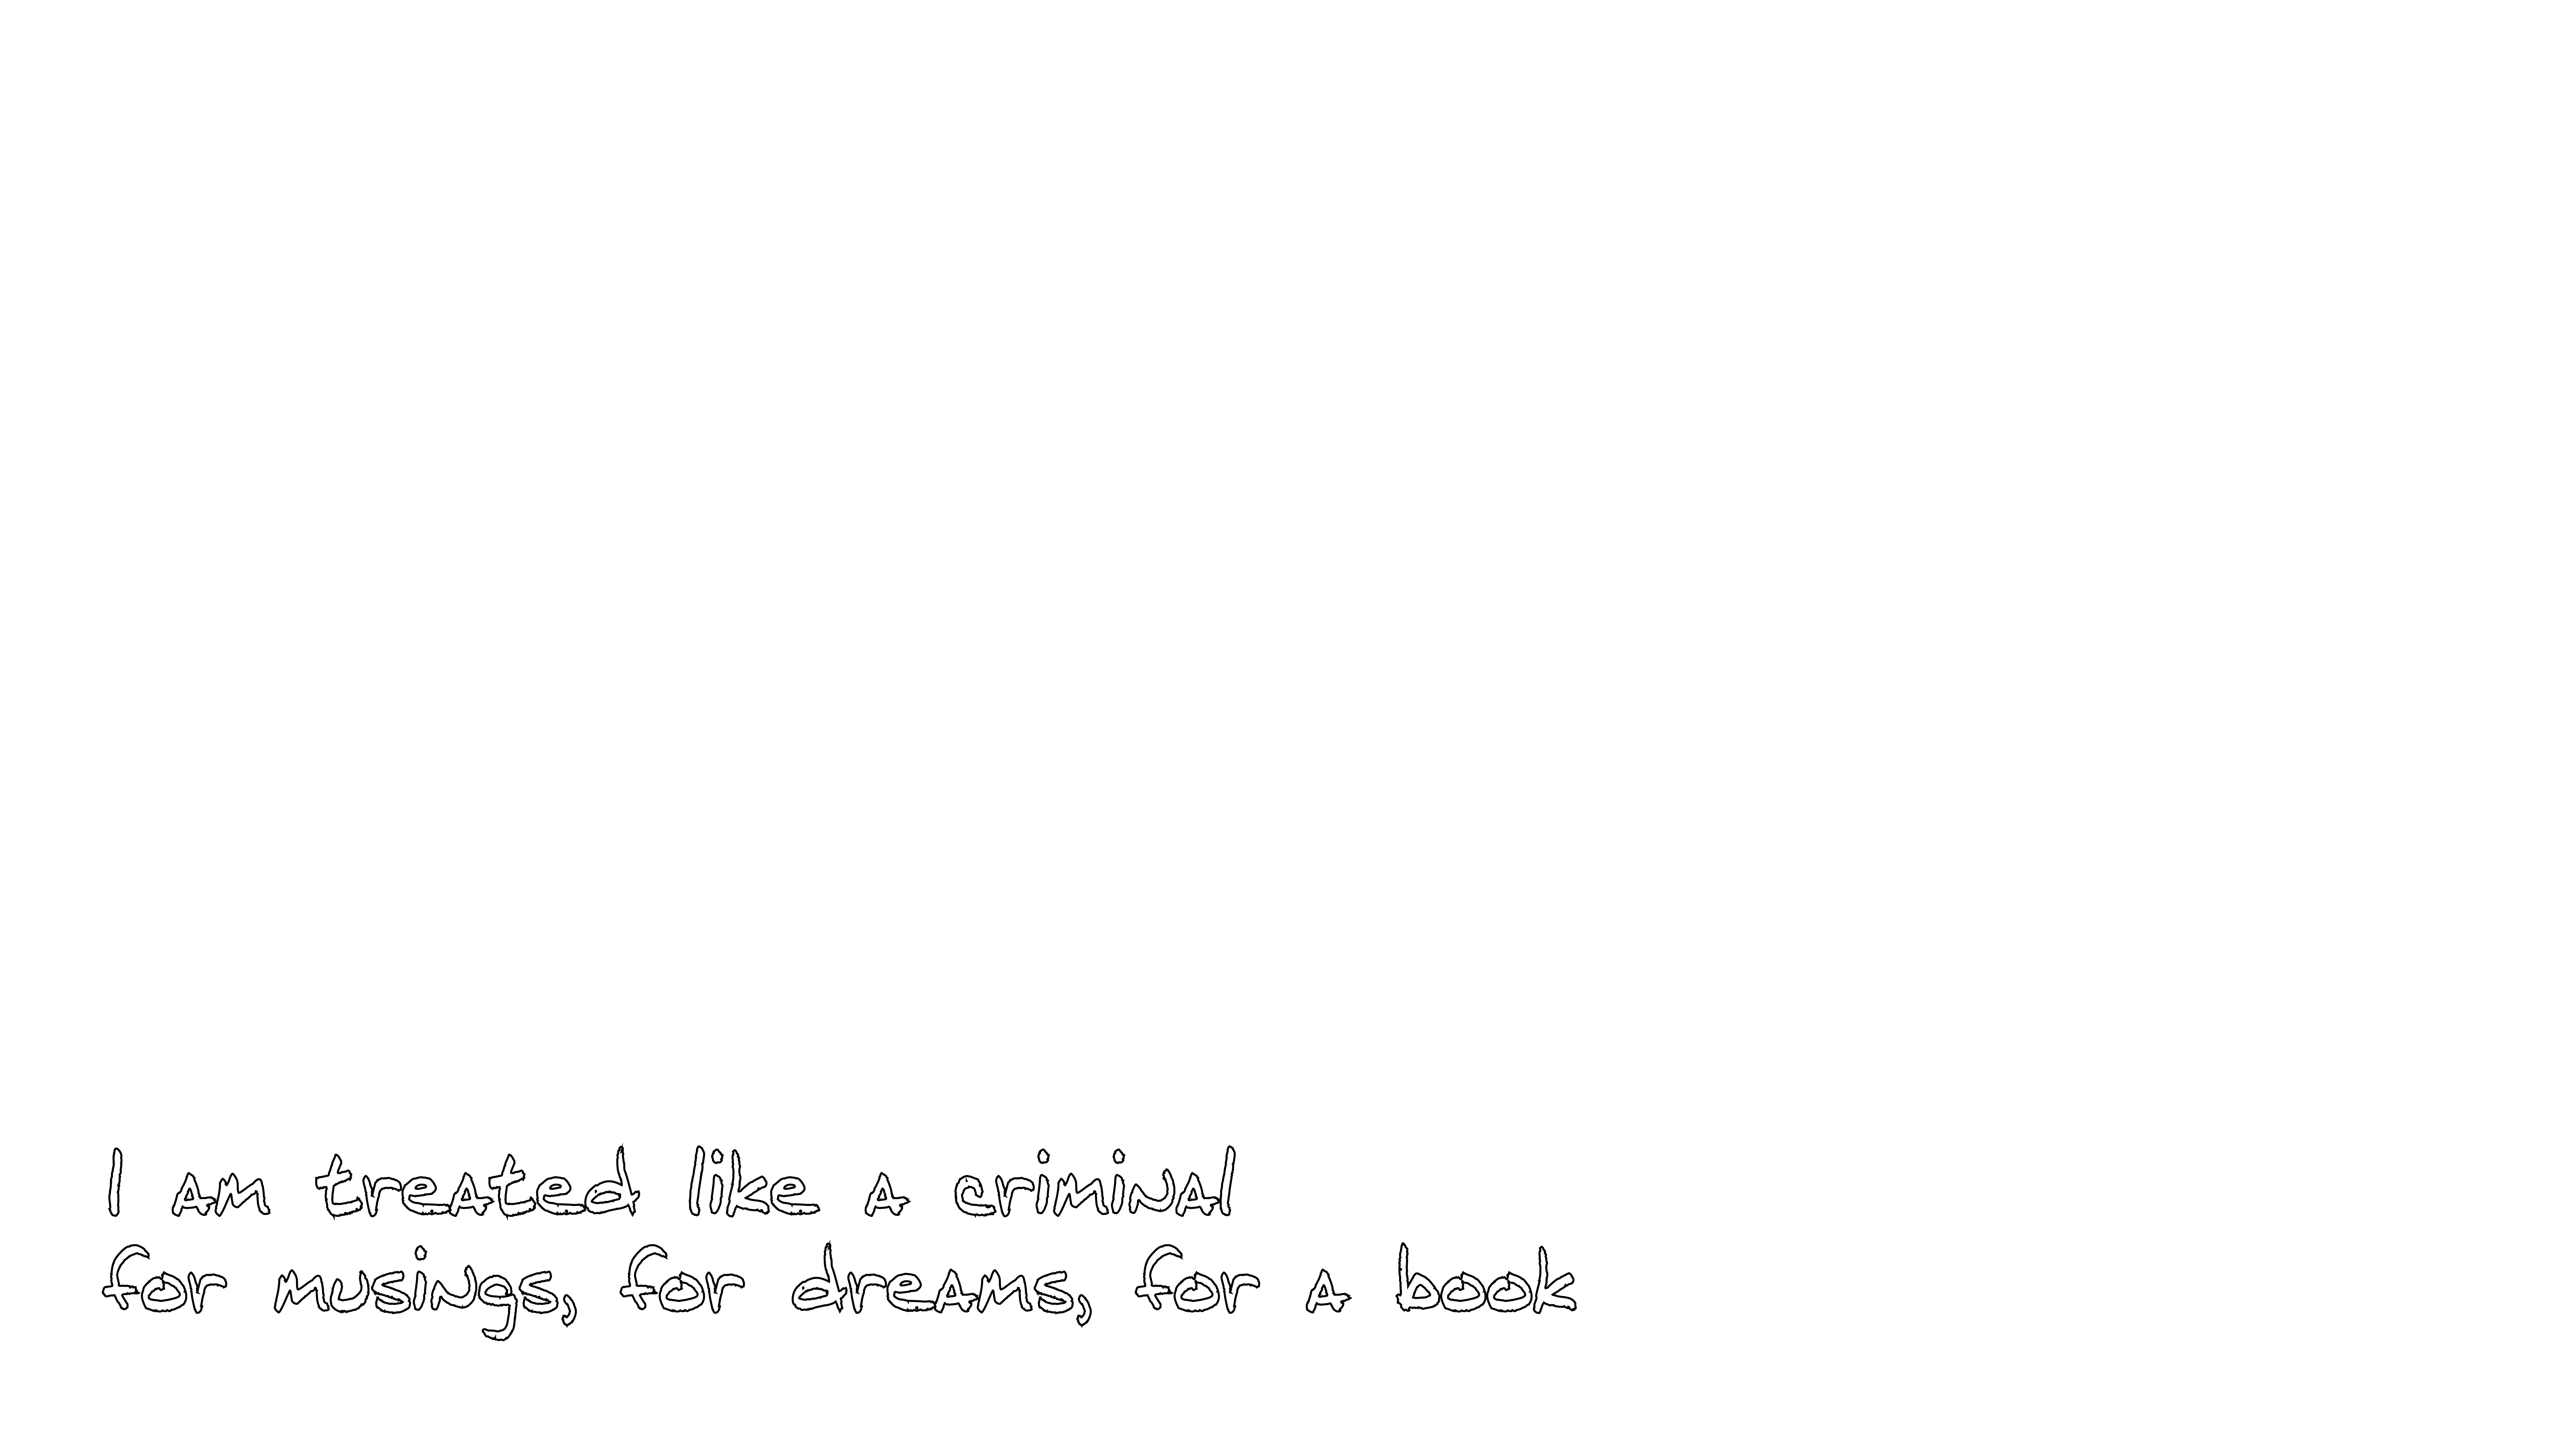 I am treated like a criminal
for musings, for dreams, for a book